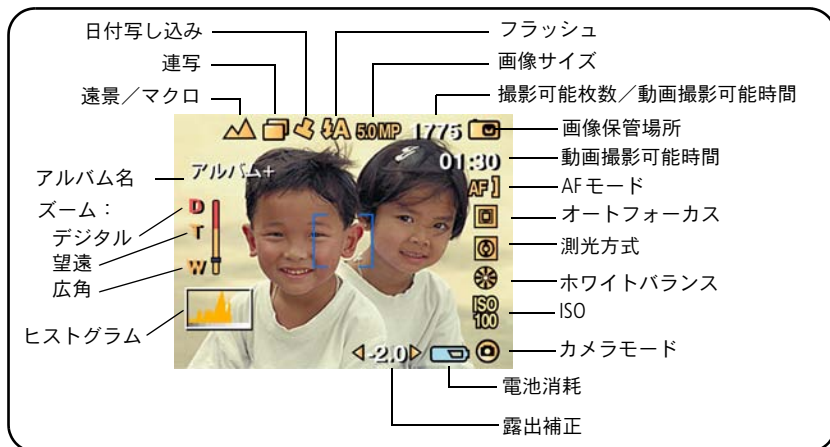 日付写し込み
連写
遠景／マクロ
フラッシュ
画像サイズ
撮影可能枚数／動画撮影可能時間
画像保管場所
動画撮影可能時間
AFモード
オートフォーカス
測光方式
ホワイトバランス
ISO
カメラモード
電池消耗
露出補正
アルバム名
ズーム：
デジタル
望遠
広角
ヒストグラム
A 5.0MP 1775
01:30
アルバム+
AF]
D
T
W
ISO
100
-2.0